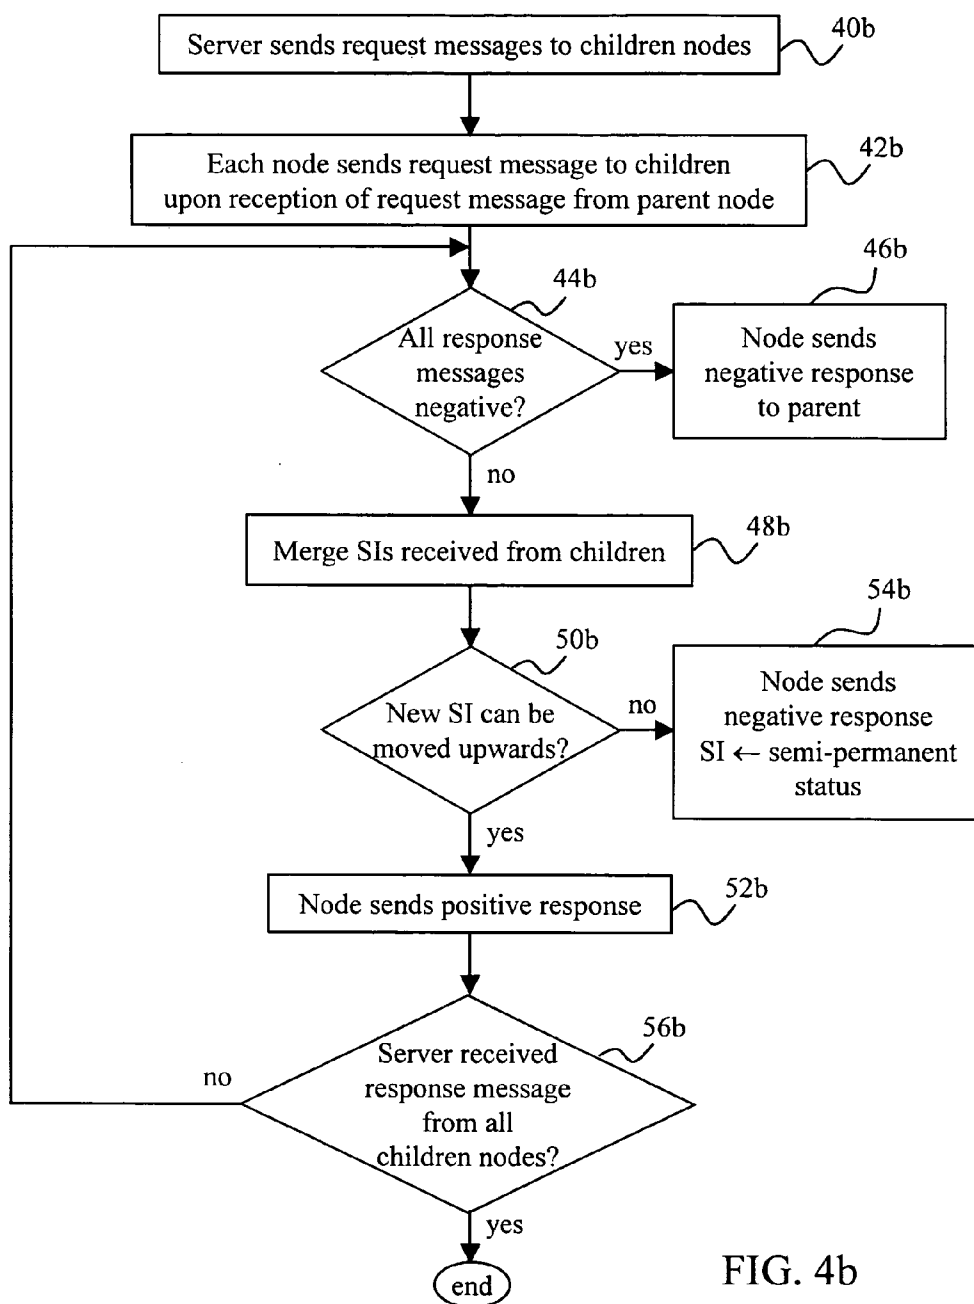 Server sends request messages to children nodes
40b
Each node sends request message to children
upon reception of request message from parent node
42b
44b
46b
All response
messages
negative?
yes
Node sends
negative response
to parent
no
Merge SIs received from children
48b
50b
54b
New SI can be
moved upwards?
no
Node sends
negative response
SI ← semi-permanent
status
yes
Node sends positive response
52b
56b
Server received
response message
from all
children nodes?
no
yes
end
FIG. 4b